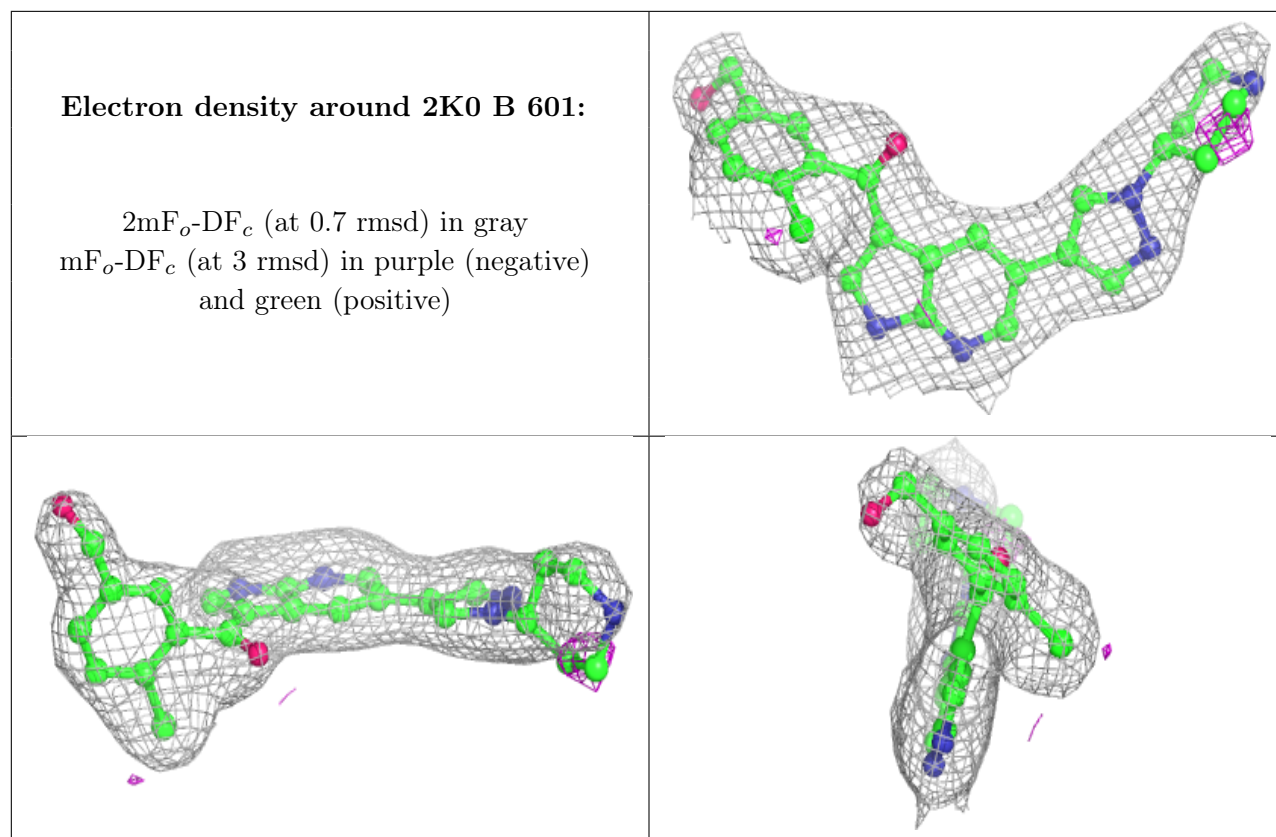 Electron density around 2K0 B 601:
2mFₒ-DF𝒸 (at 0.7 rmsd) in gray
mFₒ-DF𝒸 (at 3 rmsd) in purple (negative)
and green (positive)